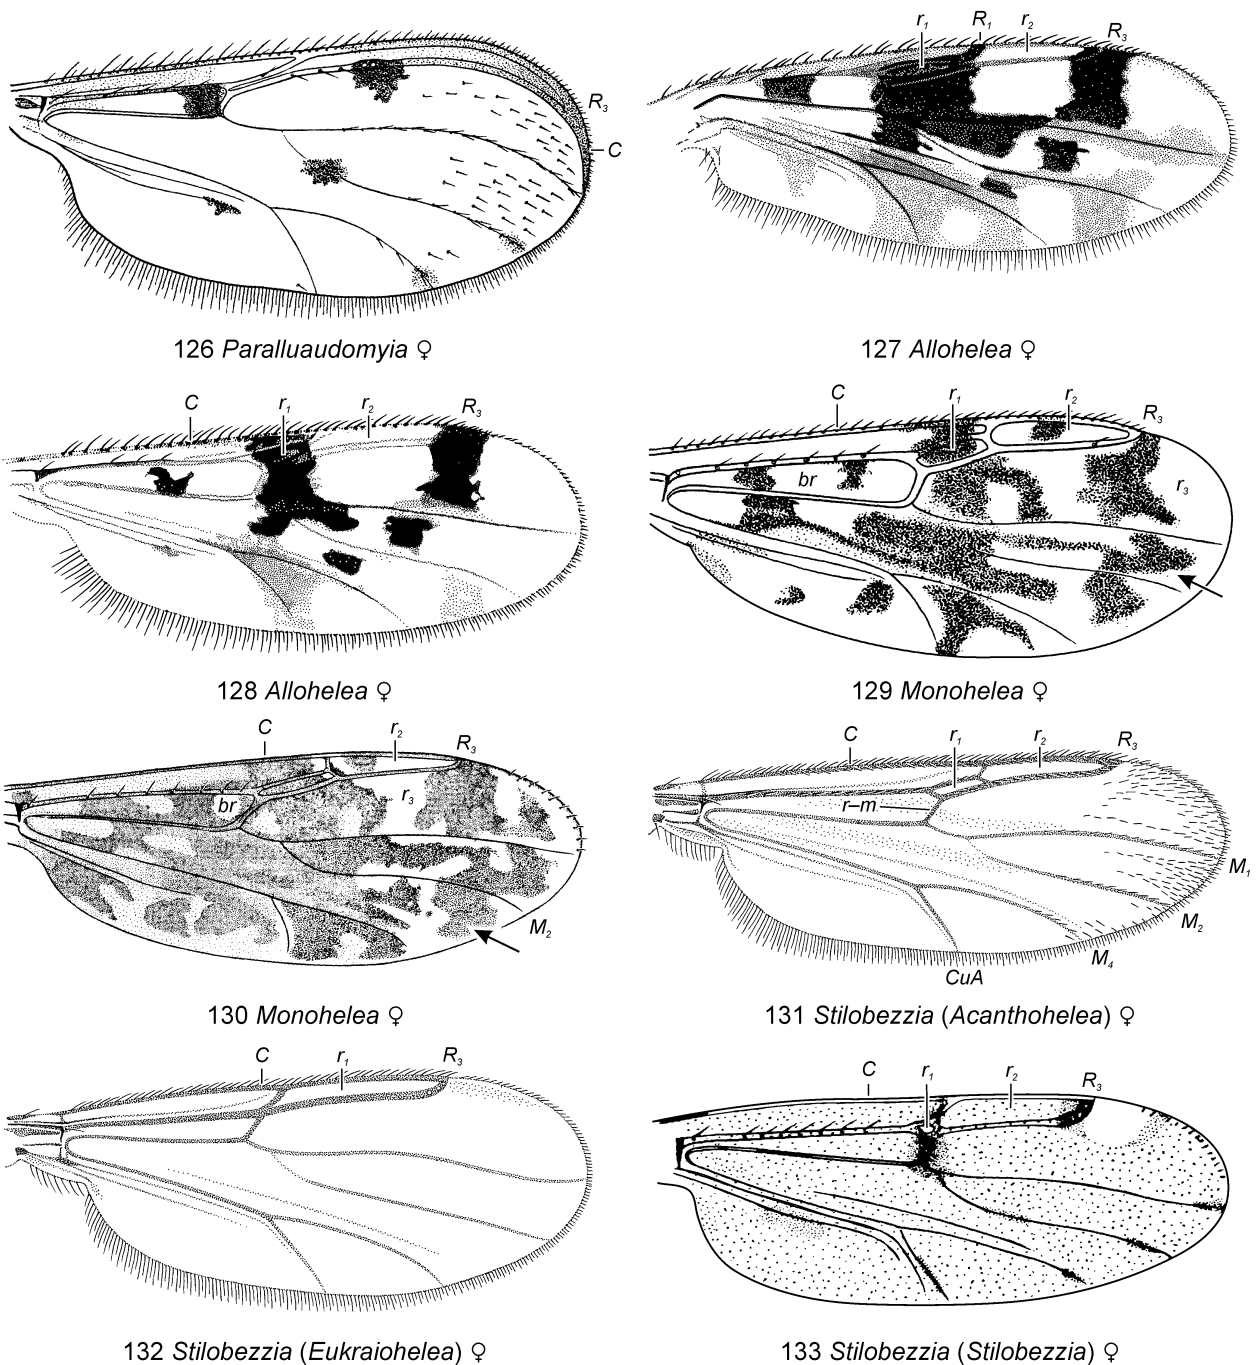 r1 R1 r2 R3
R3
C
126 Paralluaudomyia ♀
127 Allohelea ♀
C r1 r2 R3
C r1 r2 R3
br
r3
128 Allohelea ♀
129 Monohelea ♀
C r2 R3
br
r3
M2
C r1 r2 R3
r–m
M1
M2
M4
CuA
130 Monohelea ♀
131 Stilobezzia (Acanthohelea) ♀
C r1 R3
C r1 r2 R3
132 Stilobezzia (Eukraiohelea) ♀
133 Stilobezzia (Stilobezzia) ♀